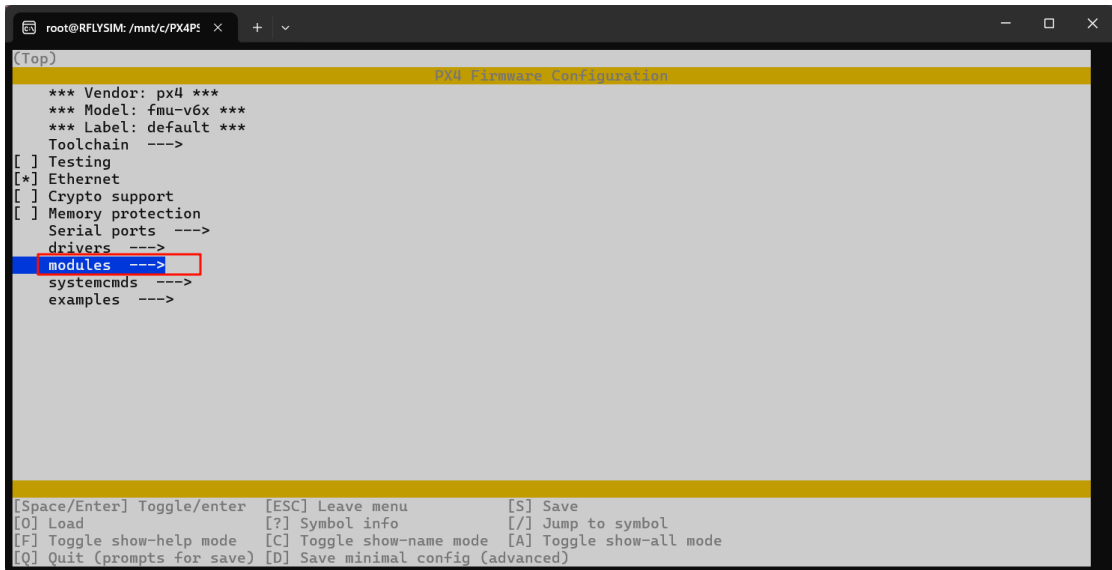 root@RFLYSIM: /mnt/c/PX4PS
(Top)
PX4 Firmware Configuration
*** Vendor: px4 ***
*** Model: fmu-v6x ***
*** Label: default ***
Toolchain --->
[ ] Testing
[*] Ethernet
[ ] Crypto support
[ ] Memory protection
Serial ports --->
drivers --->
modules --->
systemcmds --->
examples --->
[Space/Enter] Toggle/enter [ESC] Leave menu [S] Save
[O] Load [?] Symbol info [/] Jump to symbol
[F] Toggle show-help mode [C] Toggle show-name mode [A] Toggle show-all mode
[Q] Quit (prompts for save) [D] Save minimal config (advanced)